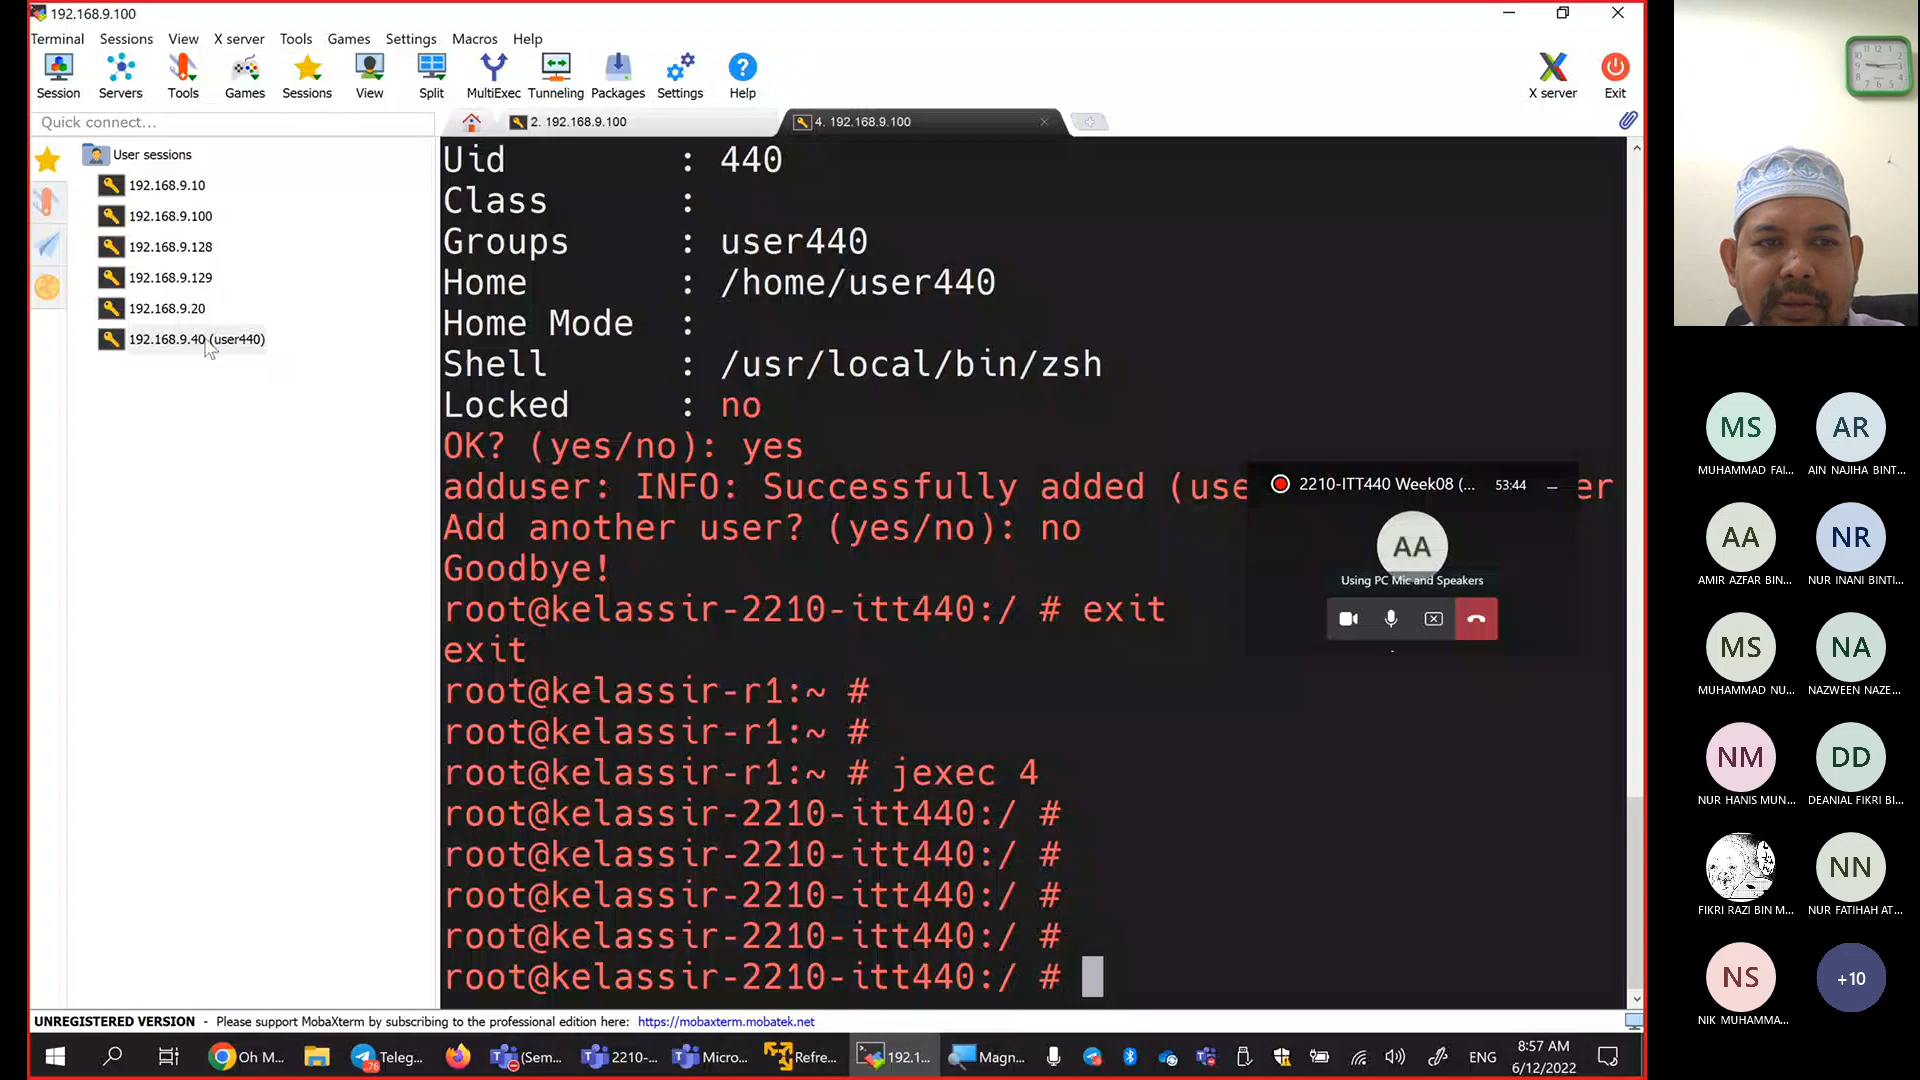 192.168.9.100
Terminal Sessions View X server Tools Games Settings Macros Help
Session Servers Tools Games Sessions View Split MultiExec Tunneling Packages Settings Help X server Exit
Quick connect...
2. 192.168.9.100
4. 192.168.9.100
User sessions
192.168.9.10
192.168.9.100
192.168.9.128
192.168.9.129
192.168.9.20
192.168.9.40 (user440)
Uid : 440
Class :
Groups : user440
Home : /home/user440
Home Mode :
Shell : /usr/local/bin/zsh
Locked : no
OK? (yes/no): yes
adduser: INFO: Successfully added (use er
Add another user? (yes/no): no
Goodbye!
root@kelassir-2210-itt440:/ # exit
exit
root@kelassir-r1:~ #
root@kelassir-r1:~ #
root@kelassir-r1:~ # jexec 4
root@kelassir-2210-itt440:/ #
root@kelassir-2210-itt440:/ #
root@kelassir-2210-itt440:/ #
root@kelassir-2210-itt440:/ #
root@kelassir-2210-itt440:/ #
2210-ITT440 Week08 (... 53:44
AA
Using PC Mic and Speakers
MS AR
MUHAMMAD FAI... AIN NAJIHA BINT...
AA NR
AMIR AZFAR BIN... NUR INANI BINTI...
MS NA
MUHAMMAD NU... NAZWEEN NAZE...
NM DD
NUR HANIS MUN... DEANIAL FIKRI BI...
NN
FIKRI RAZI BIN M... NUR FATIHAH AT...
NS +10
NIK MUHAMMA...
UNREGISTERED VERSION - Please support MobaXterm by subscribing to the professional edition here: https://mobaxterm.mobatek.net
Oh M... Teleg... 76 (Sem... 2210-... Micro... Refre... 192.1... Magn... ENG 8:57 AM
6/12/2022